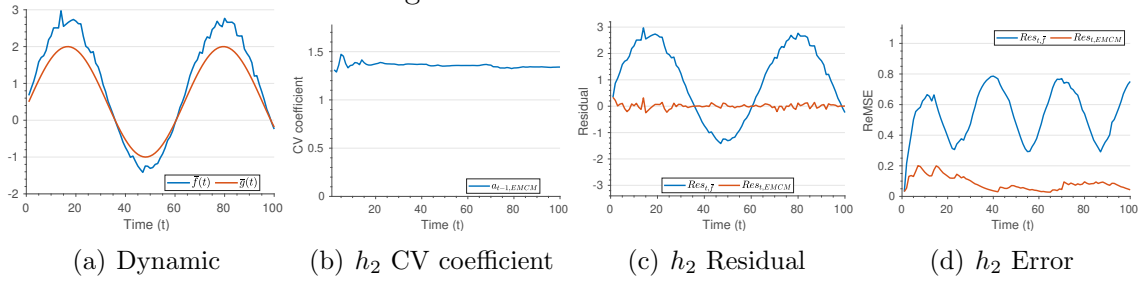 3
2
1
0
-1
-2
0
20
40
60
80
100
Time (t)
f̄(t)
ḡ(t)
(a) Dynamic
CV coefficient
1.5
1
0.5
0
20
40
60
80
100
Time (t)
a_{t−1,EMCM}
(b) h₂ CV coefficient
Residual
3
2
1
0
-1
-2
-3
0
20
40
60
80
100
Time (t)
Res_{t,f̄}
Res_{t,EMCM}
(c) h₂ Residual
ReMSE
1
0.8
0.6
0.4
0.2
0
0
20
40
60
80
100
Time (t)
Res_{t,f̄}
Res_{t,EMCM}
(d) h₂ Error